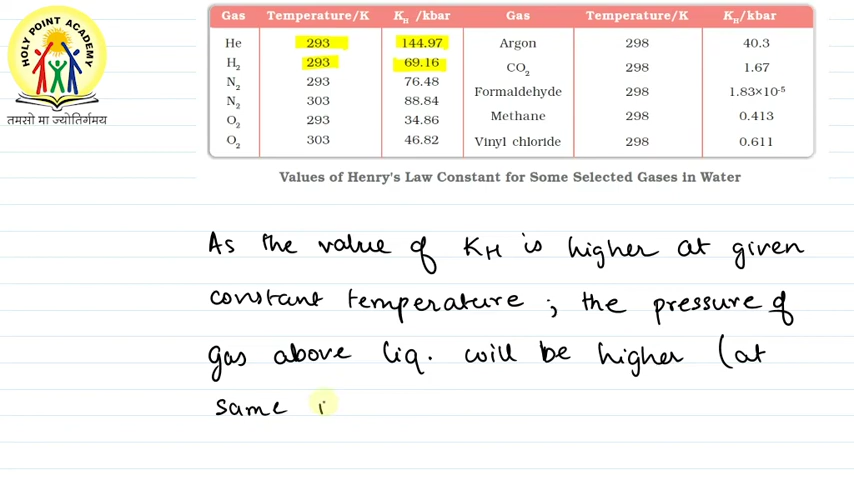 HOLY POINT ACADEMY
तमसो मा ज्योतिर्गमय
Gas Temperature/K KH /kbar Gas Temperature/K KH/kbar
He 293 144.97 Argon 298 40.3
H2 293 69.16 CO2 298 1.67
N2 293 76.48 Formaldehyde 298 1.83×10-5
N2 303 88.84 Methane 298 0.413
O2 293 34.86 Vinyl chloride 298 0.611
O2 303 46.82
Values of Henry's Law Constant for Some Selected Gases in Water
As the value of KH is higher at given
constant temperature ; the pressure of
gas above liq. will be higher (at
same